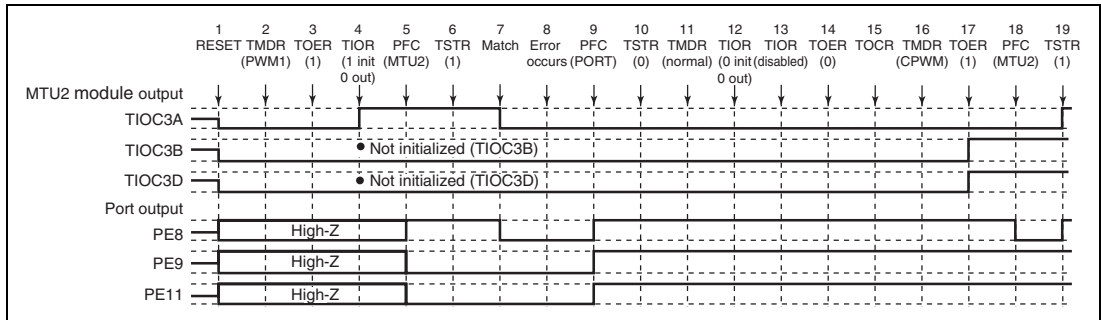 1 2 3 4 5 6 7 8 9 10 11 12 13 14 15 16 17 18 19
RESET TMDR TOER TIOR PFC TSTR Match Error PFC TSTR TMDR TIOR TIOR TOER TOCR TMDR TOER PFC TSTR
(PWM1) (1) (1 init (MTU2) (1) occurs (PORT) (0) (normal) (0 init (disabled) (0) (CPWM) (1) (MTU2) (1)
0 out) 0 out)
MTU2 module output
TIOC3A
TIOC3B • Not initialized (TIOC3B)
TIOC3D • Not initialized (TIOC3D)
Port output
PE8 High-Z
PE9 High-Z
PE11 High-Z